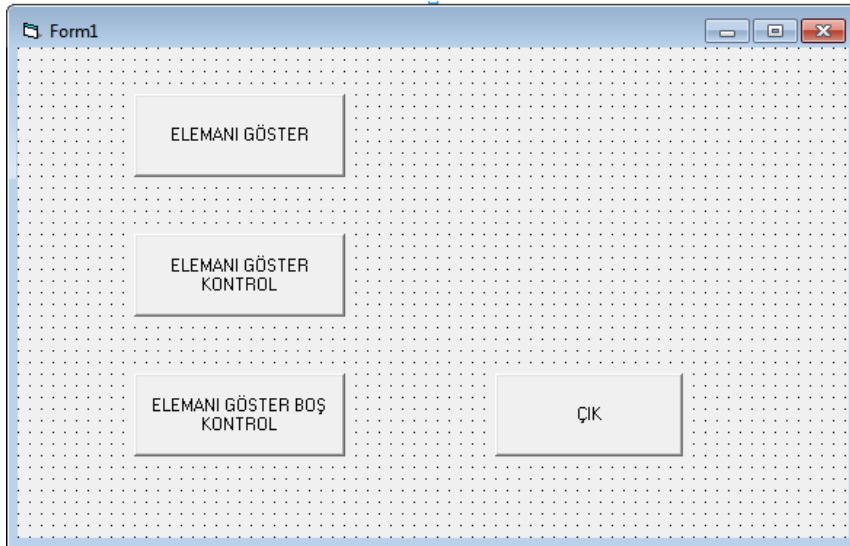 Form1
ELEMANI GÖSTER
ELEMANI GÖSTER
KONTROL
ELEMANI GÖSTER BOŞ
KONTROL
ÇIK